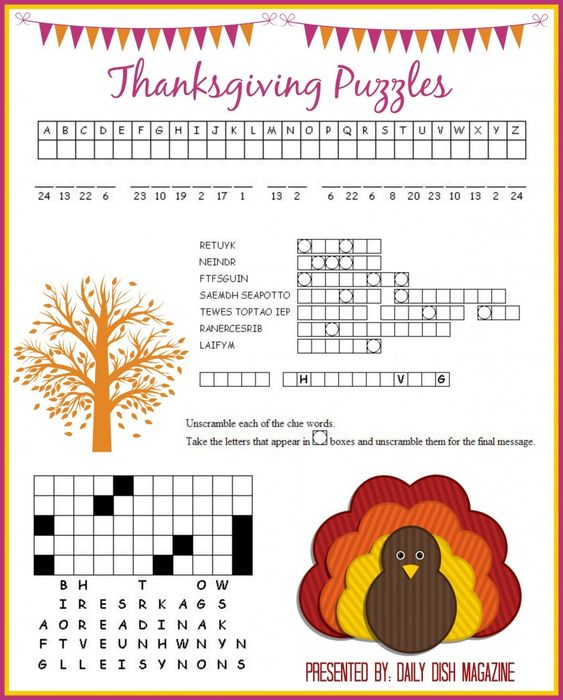 Thanksgiving Puzzles
A B C D E F G H I J K L M N O P Q R S T U V W X Y Z
24 13 22 6 23 10 19 2 17 1 13 2 6 22 6 8 20 23 10 13 2 24
RETUYK
NEINDR
FTFSGUIN
SAEMDH SEAPOTTO
TEWES TOPTAO IEP
RANERCESRIB
LAIFYM
H V G
Unscramble each of the clue words.
Take the letters that appear in boxes and unscramble them for the final message.
B H T O W
I R E S R K A G S
A O R E A D I N A K
F T V E U N H W N Y N
G L L E I S Y N O N S
PRESENTED BY: DAILY DISH MAGAZINE